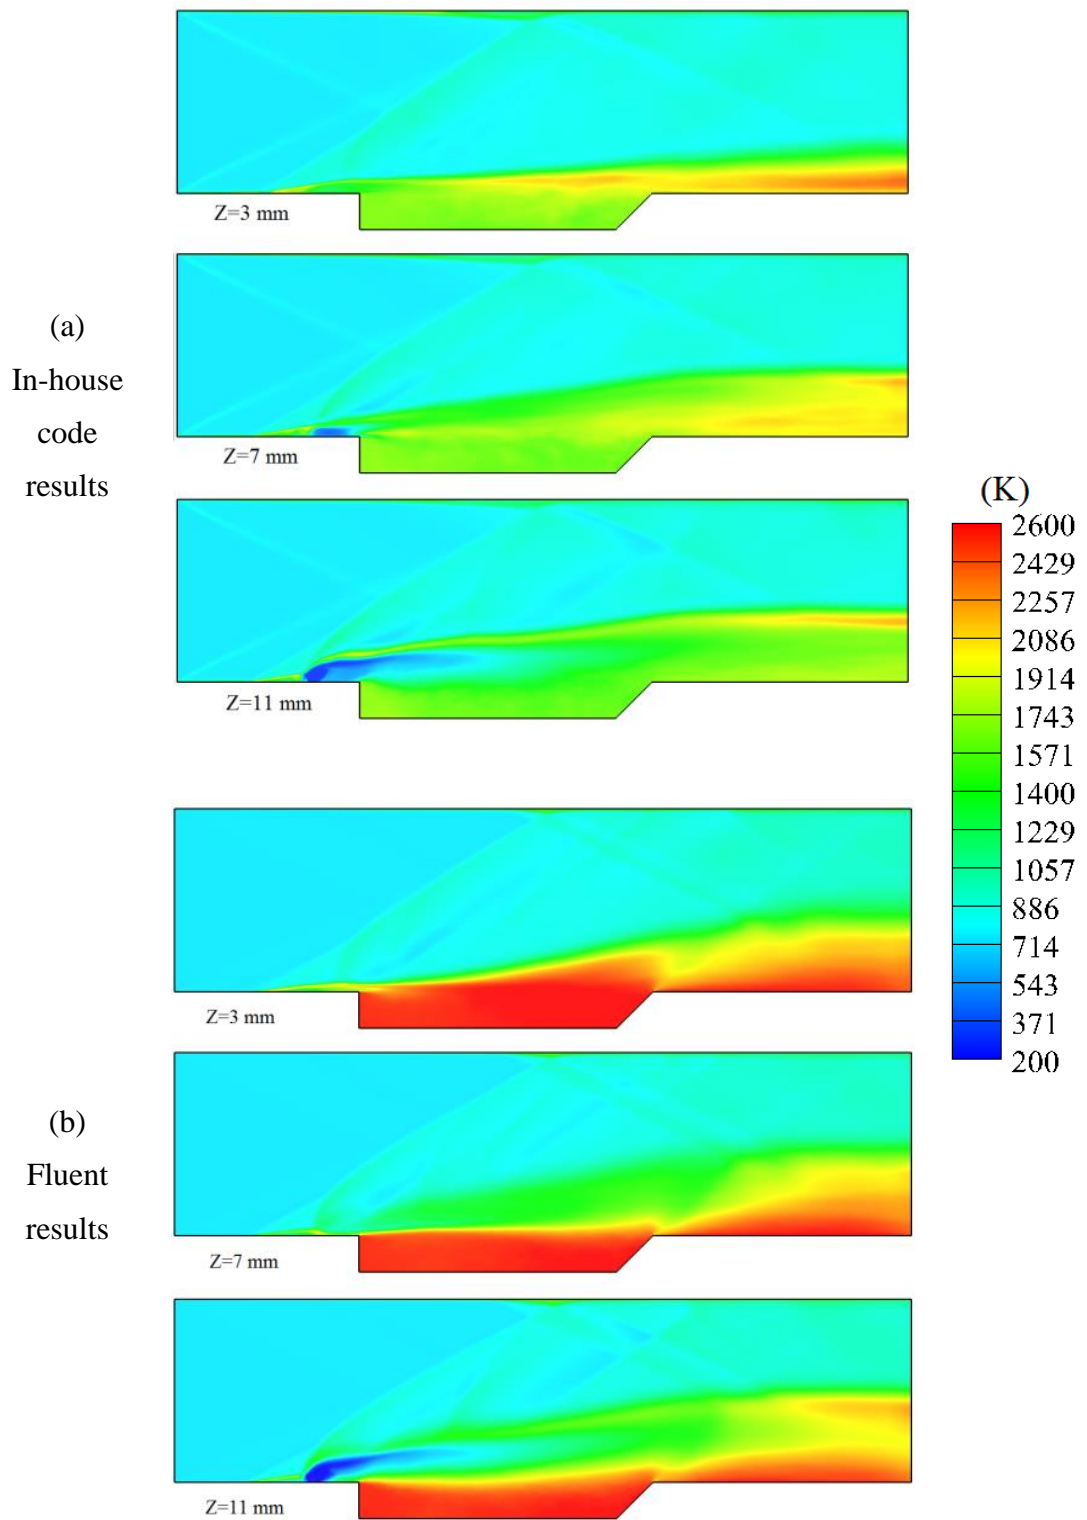 Z=3 mm
(a)
In-house
code
results
Z=7 mm
Z=11 mm
(K)
2600
2429
2257
2086
1914
1743
1571
1400
1229
1057
886
714
543
371
200
Z=3 mm
(b)
Fluent
results
Z=7 mm
Z=11 mm